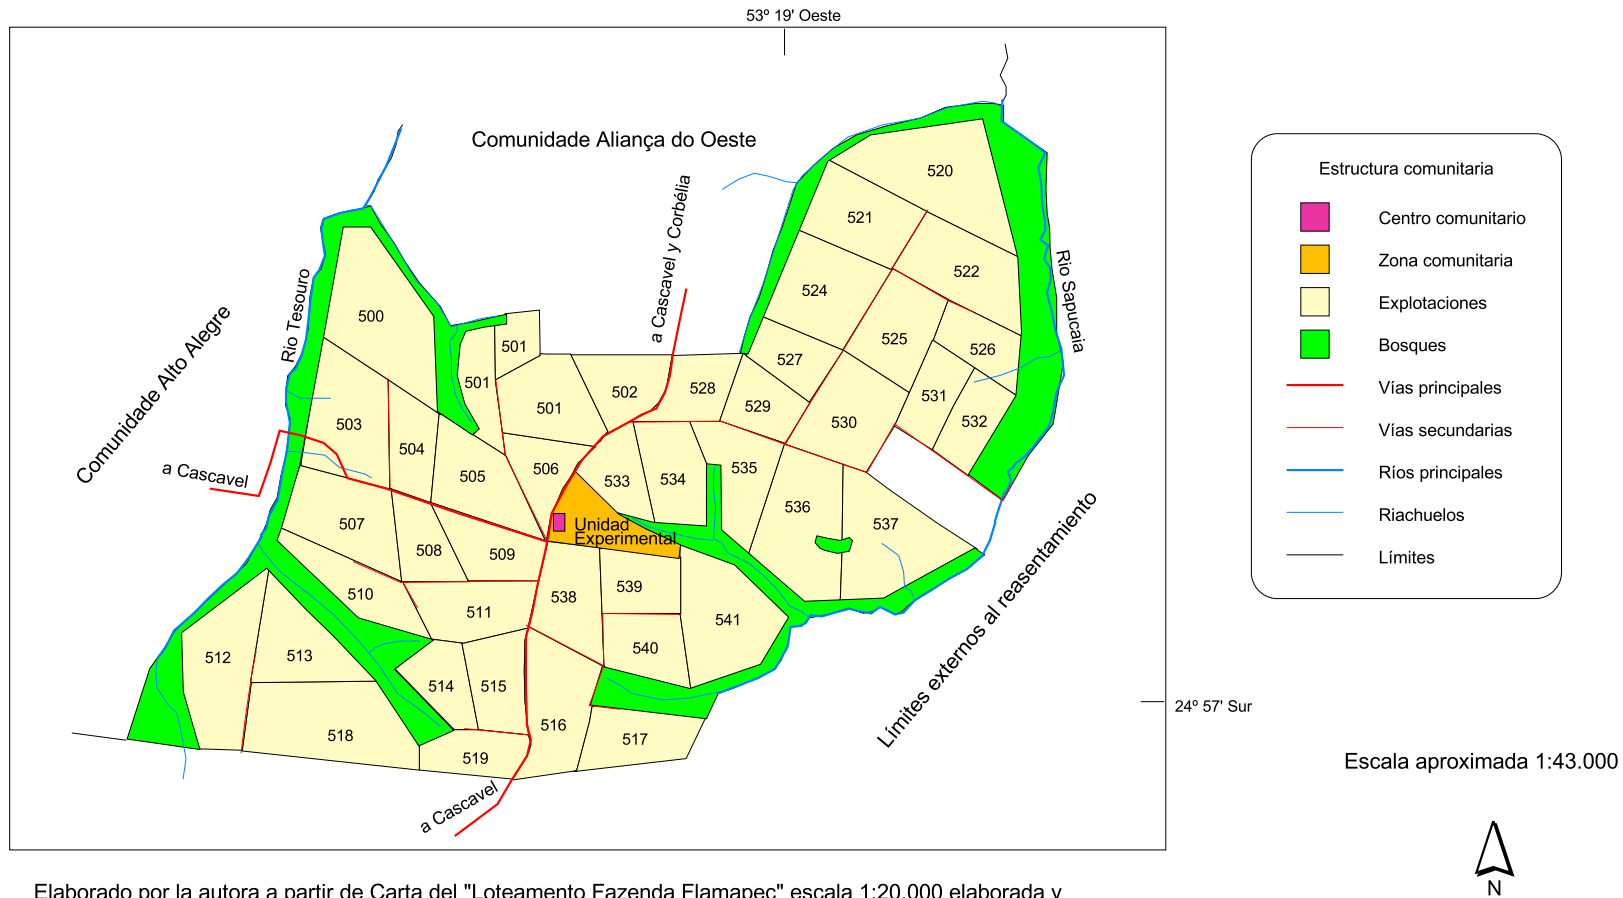 53º 19' Oeste
Comunidade Aliança do Oeste
a Cascavel y Corbélia
Rio Tesouro
Comunidade Alto Alegre
a Cascavel
Rio Sapucaia
Límites externos al reasentamiento
24º 57' Sur
a Cascavel
520
521
522
524
525
526
527
528
529
530
531
532
500
501
501
501
502
503
504
505
506
533
534
535
536
537
507
508
509
Unidad
Experimental
510
511
538
539
540
541
512
513
514
515
516
517
518
519
Estructura comunitaria
Centro comunitario
Zona comunitaria
Explotaciones
Bosques
Vías principales
Vías secundarias
Ríos principales
Riachuelos
Límites
Escala aproximada 1:43.000
N
Elaborado por la autora a partir de Carta del "Loteamento Fazenda Flamapec" escala 1:20.000 elaborada y